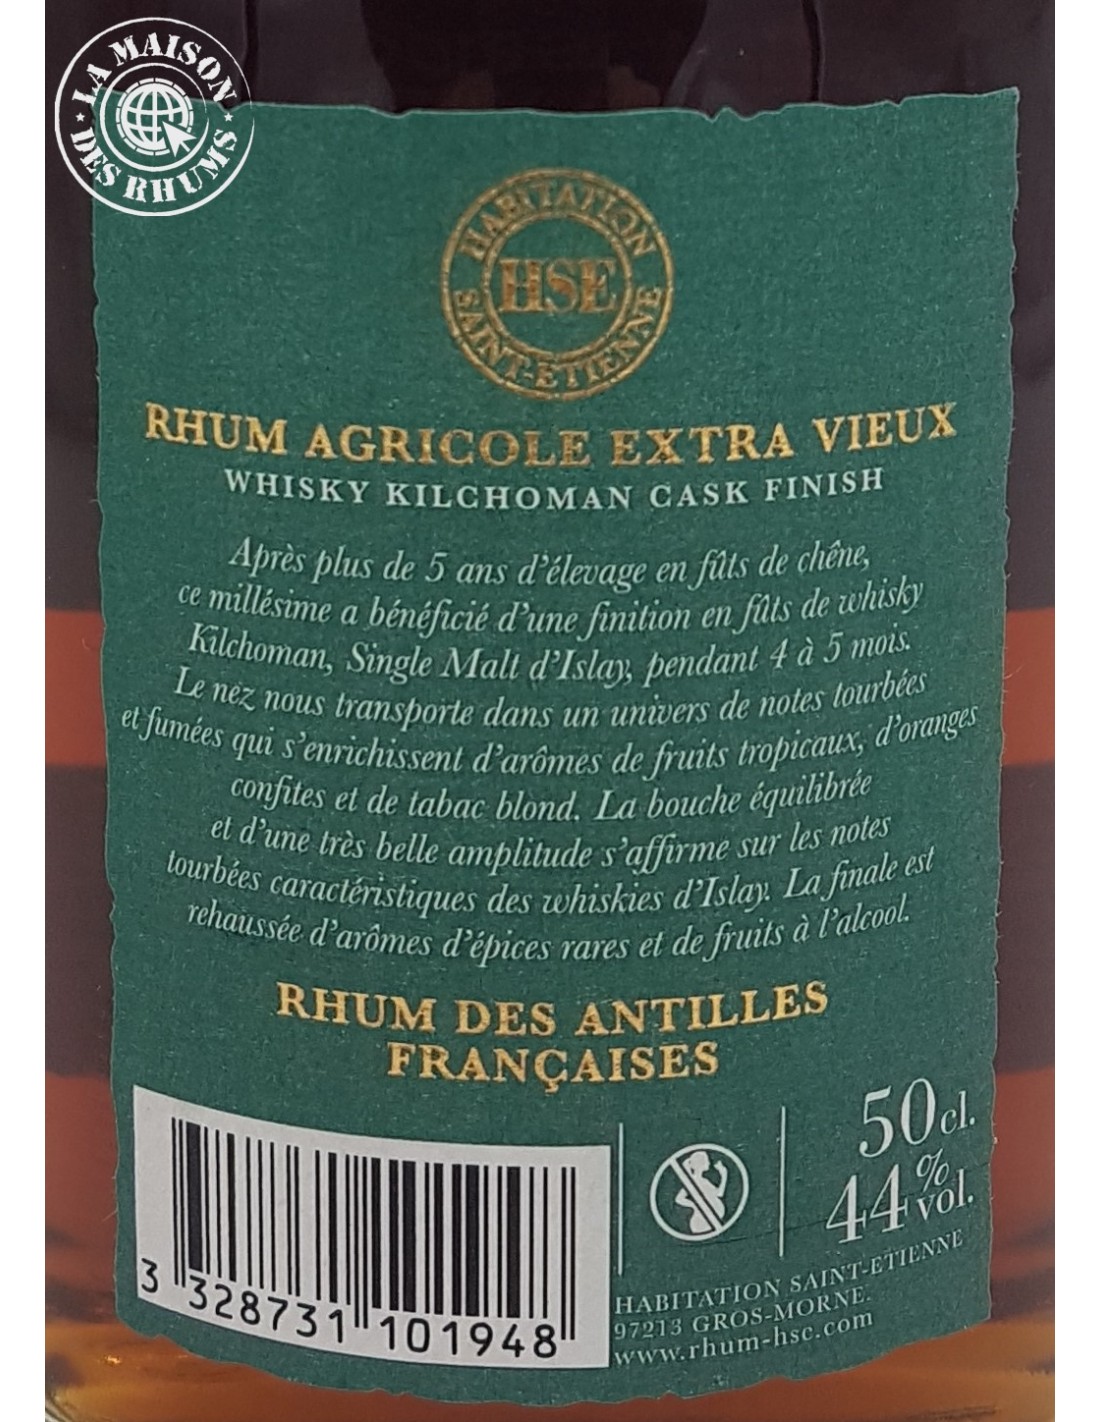 LA MAISON
DES RHUMS
HABITATION
HSE
SAINT-ETIENNE
RHUM AGRICOLE EXTRA VIEUX
WHISKY KILCHOMAN CASK FINISH
Après plus de 5 ans d'élevage en fûts de chêne,
ce millésime a bénéficié d'une finition en fûts de whisky
Kilchoman, Single Malt d'Islay, pendant 4 à 5 mois.
Le nez nous transporte dans un univers de notes tourbées
et fumées qui s'enrichissent d'arômes de fruits tropicaux, d'oranges
confites et de tabac blond. La bouche équilibrée
et d'une très belle amplitude s'affirme sur les notes
tourbées caractéristiques des whiskies d'Islay. La finale est
rehaussée d'arômes d'épices rares et de fruits à l'alcool.
RHUM DES ANTILLES
FRANÇAISES
50cl.
44% vol.
3 328731 101948
HABITATION SAINT-ETIENNE
97213 GROS-MORNE.
www.rhum-hse.com